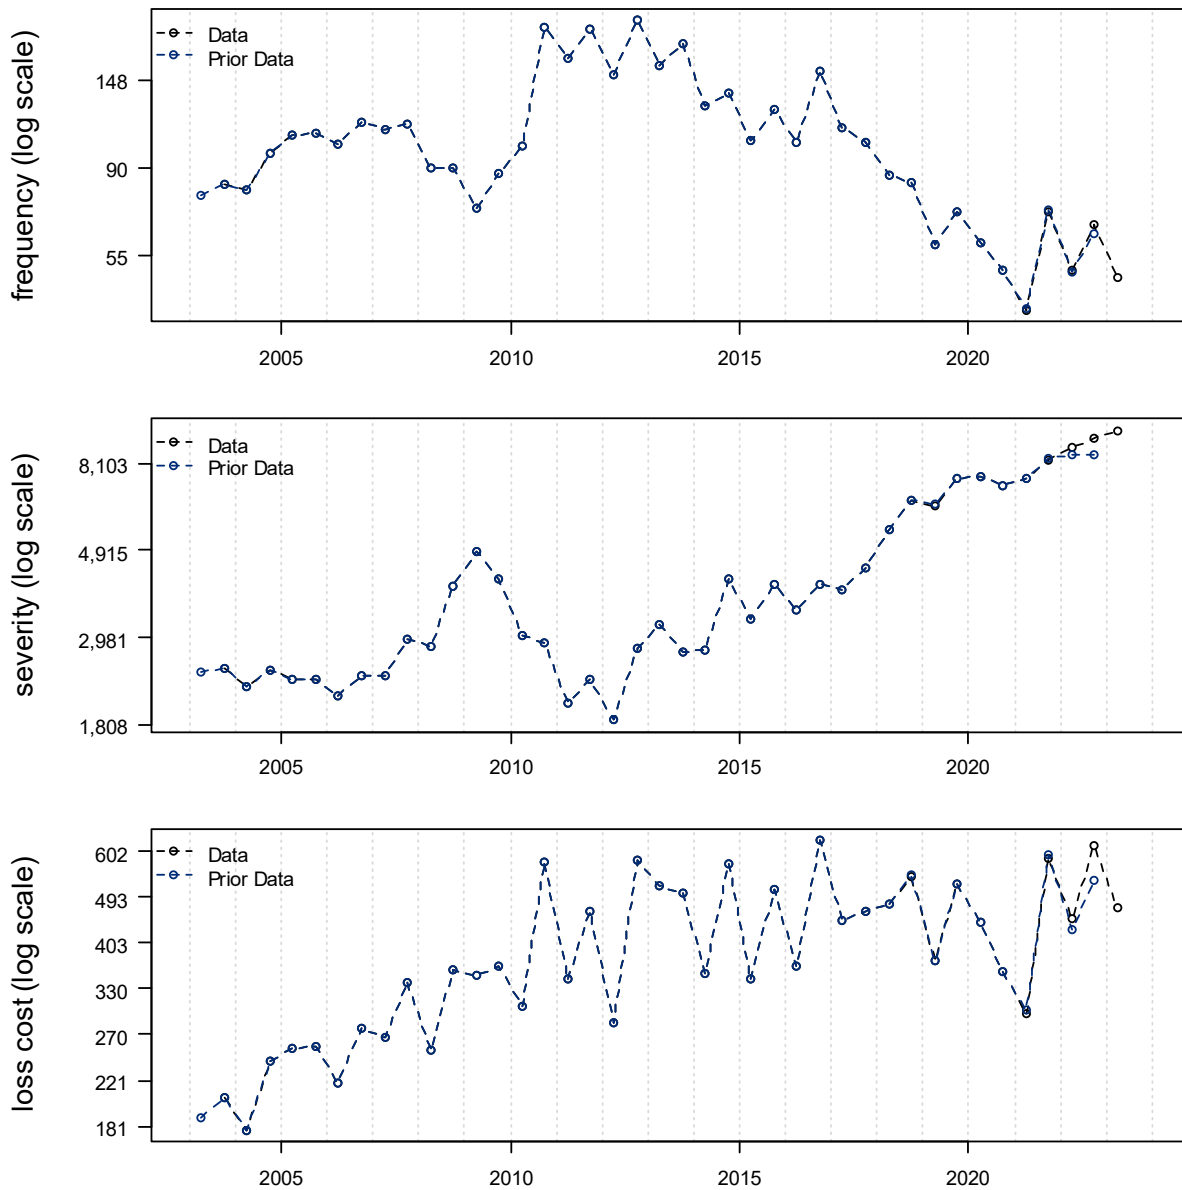 frequency (log scale)
Data
Prior Data
148
90
55
2005
2010
2015
2020
severity (log scale)
Data
Prior Data
8,103
4,915
2,981
1,808
2005
2010
2015
2020
loss cost (log scale)
Data
Prior Data
602
493
403
330
270
221
181
2005
2010
2015
2020